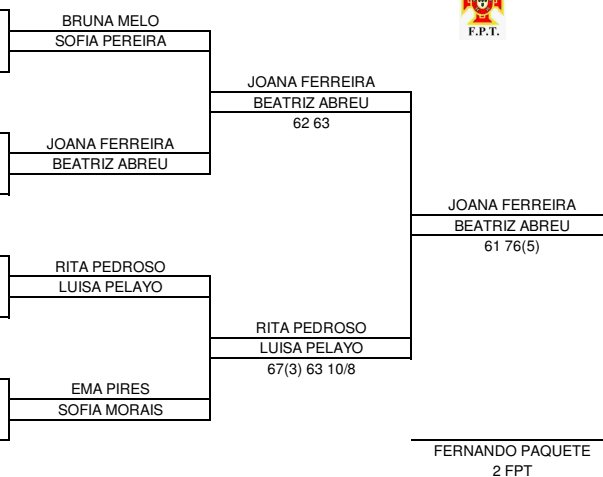 F.P.T.
BRUNA MELO
SOFIA PEREIRA
JOANA FERREIRA
BEATRIZ ABREU
62 63
JOANA FERREIRA
BEATRIZ ABREU
JOANA FERREIRA
BEATRIZ ABREU
61 76(5)
RITA PEDROSO
LUISA PELAYO
RITA PEDROSO
LUISA PELAYO
67(3) 63 10/8
EMA PIRES
SOFIA MORAIS
FERNANDO PAQUETE
2 FPT